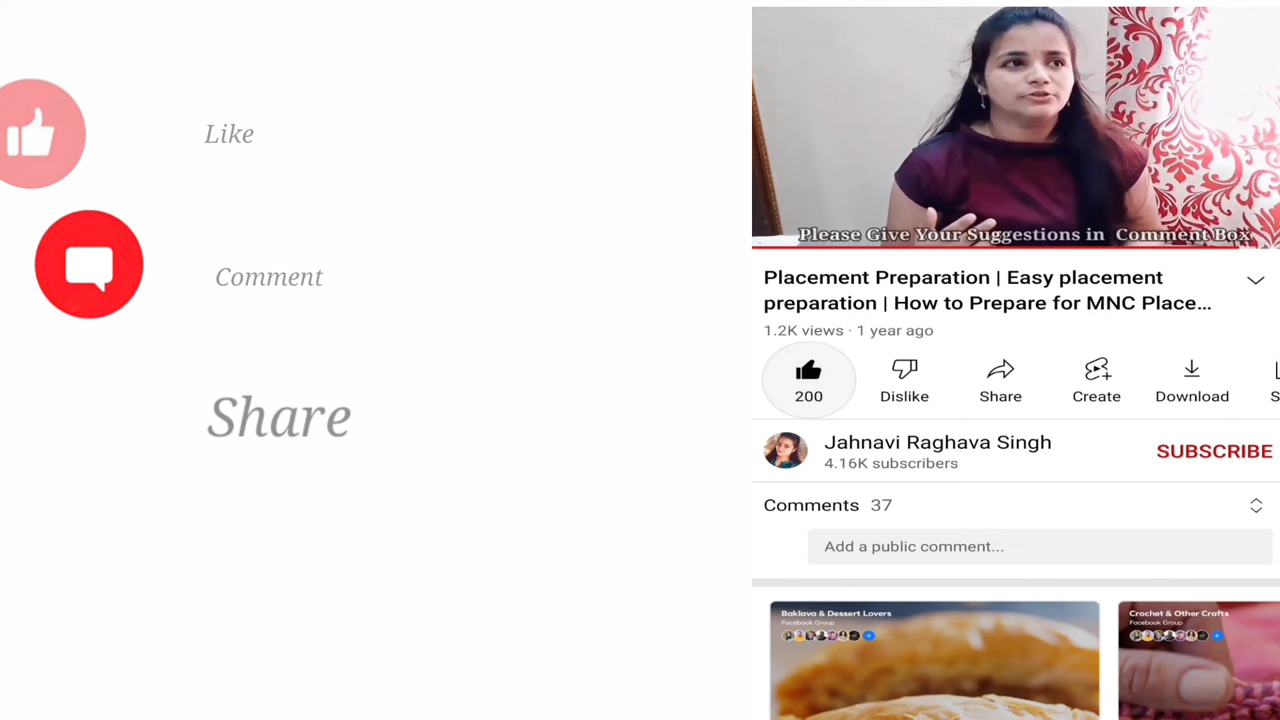 Like
Comment
Share
Please Give Your Suggestions in Comment Box
Placement Preparation | Easy placement
preparation | How to Prepare for MNC Place...
1.2K views · 1 year ago
200
Dislike
Share
Create
Download
S
Jahnavi Raghava Singh
4.16K subscribers
SUBSCRIBE
Comments 37
Add a public comment...
Baklava & Dessert Lovers
Facebook Group
Crochet & Other Crafts
Facebook Group